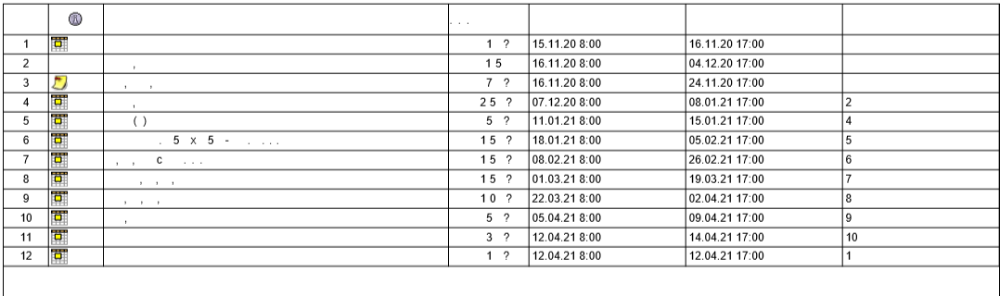 . . .
1 1 ? 15.11.20 8:00 16.11.20 17:00
2 , 1 5 16.11.20 8:00 04.12.20 17:00
3 , , 7 ? 16.11.20 8:00 24.11.20 17:00
4 , 2 5 ? 07.12.20 8:00 08.01.21 17:00 2
5 ( ) 5 ? 11.01.21 8:00 15.01.21 17:00 4
6 . 5 x 5 - . . . . 1 5 ? 18.01.21 8:00 05.02.21 17:00 5
7 , , c . . . 1 5 ? 08.02.21 8:00 26.02.21 17:00 6
8 , , , 1 5 ? 01.03.21 8:00 19.03.21 17:00 7
9 , , , 1 0 ? 22.03.21 8:00 02.04.21 17:00 8
10 , 5 ? 05.04.21 8:00 09.04.21 17:00 9
11 3 ? 12.04.21 8:00 14.04.21 17:00 10
12 1 ? 12.04.21 8:00 12.04.21 17:00 1